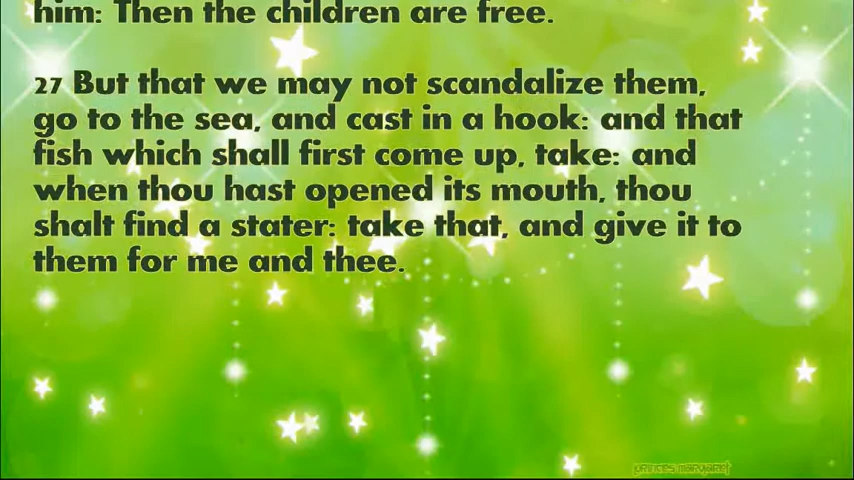 him: Then the children are free.
27 But that we may not scandalize them,
go to the sea, and cast in a hook: and that
fish which shall first come up, take: and
when thou hast opened its mouth, thou
shalt find a stater: take that, and give it to
them for me and thee.
princes margaret